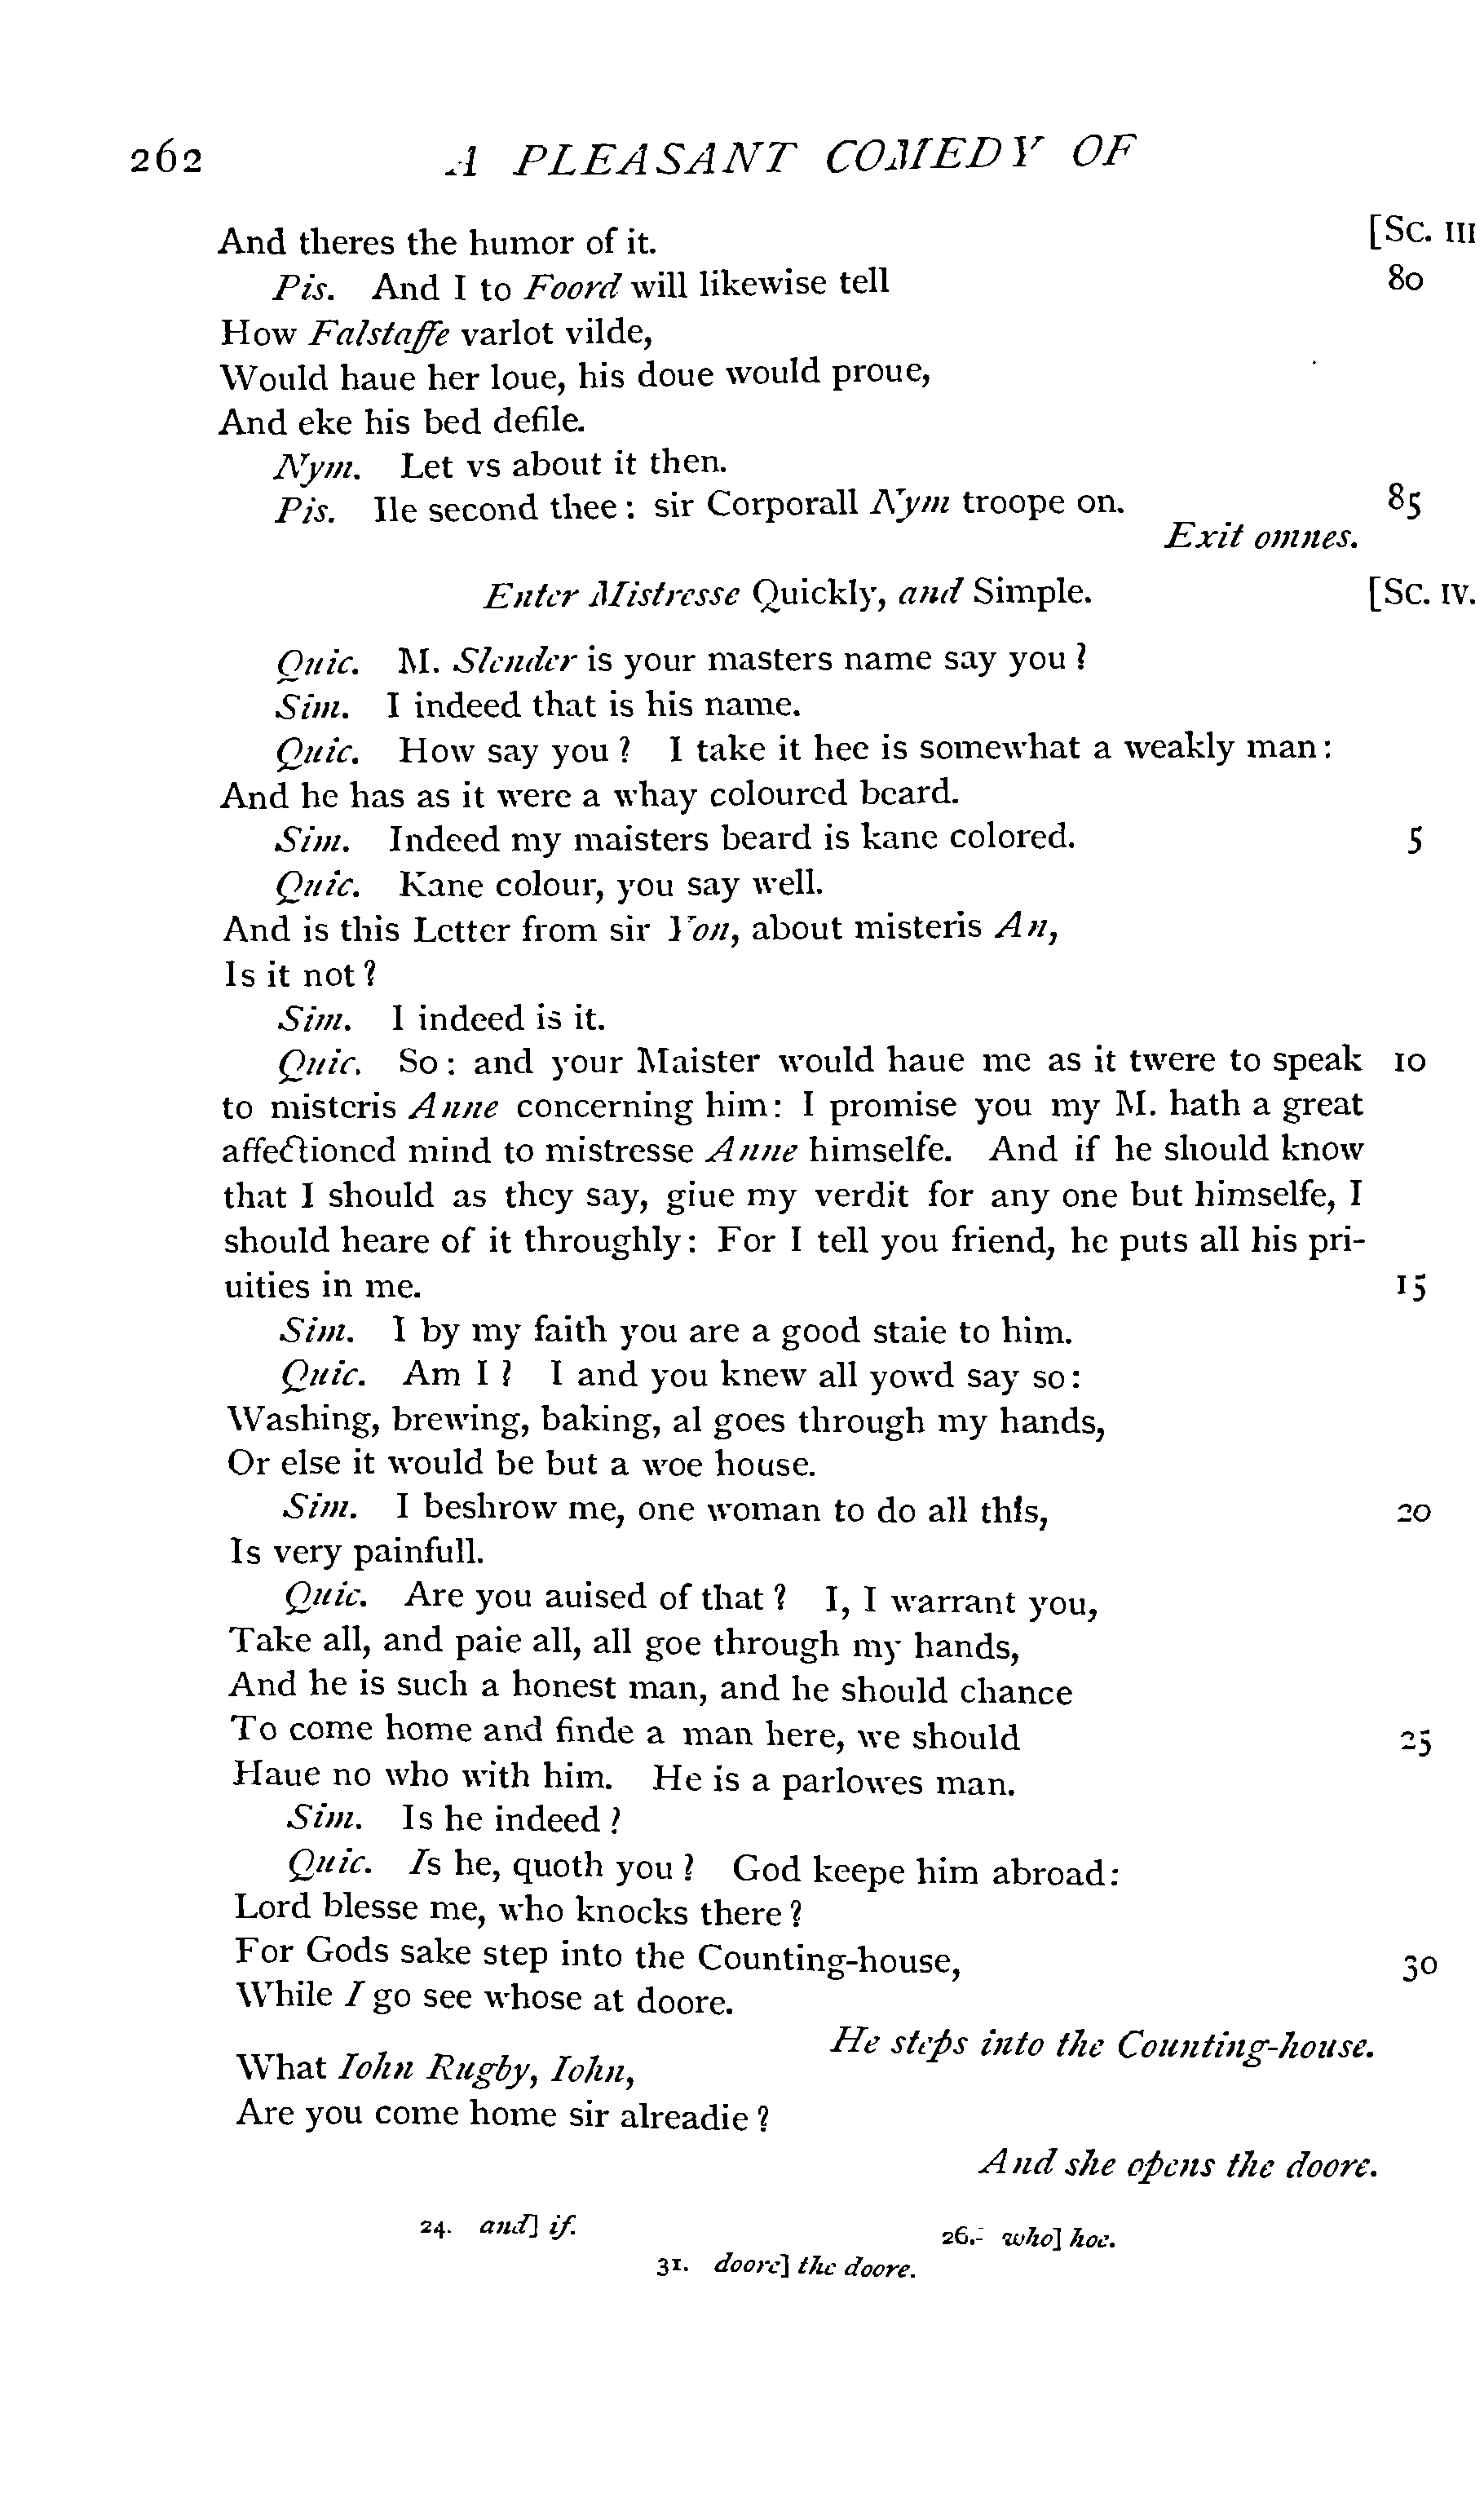 262 A PLEASANT COMEDY OF
And theres the humor of it. [Sc. III
Pis. And I to Foord will likewise tell 80
How Falstaffe varlot vilde,
Would haue her loue, his doue would proue,
And eke his bed defile.
Nym. Let vs about it then.
Pis. Ile second thee : sir Corporall Nym troope on. 85
Exit omnes.
Enter Mistresse Quickly, and Simple. [Sc. IV.
Quic. M. Slender is your masters name say you ?
Sim. I indeed that is his name.
Quic. How say you ? I take it hee is somewhat a weakly man :
And he has as it were a whay coloured beard.
Sim. Indeed my maisters beard is kane colored. 5
Quic. Kane colour, you say well.
And is this Letter from sir Yon, about misteris An,
Is it not ?
Sim. I indeed is it.
Quic. So : and your Maister would haue me as it twere to speak 10
to misteris Anne concerning him : I promise you my M. hath a great
affectioned mind to mistresse Anne himselfe. And if he should know
that I should as they say, giue my verdit for any one but himselfe, I
should heare of it throughly : For I tell you friend, he puts all his pri-
uities in me. 15
Sim. I by my faith you are a good staie to him.
Quic. Am I ? I and you knew all yowd say so :
Washing, brewing, baking, al goes through my hands,
Or else it would be but a woe house.
Sim. I beshrow me, one woman to do all this, 20
Is very painfull.
Quic. Are you auised of that ? I, I warrant you,
Take all, and paie all, all goe through my hands,
And he is such a honest man, and he should chance
To come home and finde a man here, we should 25
Haue no who with him. He is a parlowes man.
Sim. Is he indeed ?
Quic. Is he, quoth you ? God keepe him abroad :
Lord blesse me, who knocks there ?
For Gods sake step into the Counting-house, 30
While I go see whose at doore.
He steps into the Counting-house.
What Iohn Rugby, Iohn,
Are you come home sir alreadie ?
And she opens the doore.
24. and] if. 26. who] hoe.
31. doore] the doore.